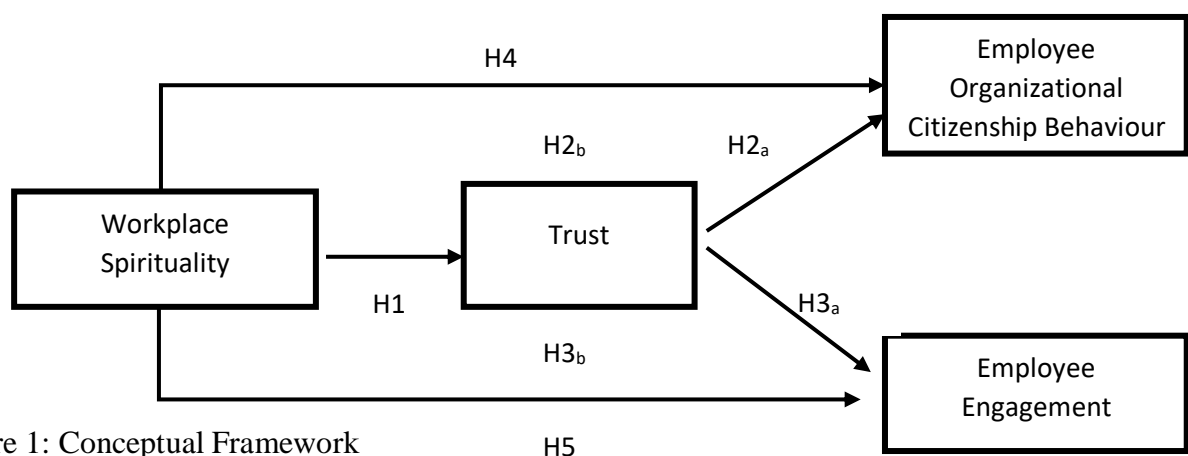 H4
Employee
Organizational
Citizenship Behaviour
H2b
H2a
Workplace
Spirituality
Trust
H1
H3a
H3b
Employee
Engagement
re 1: Conceptual Framework
H5